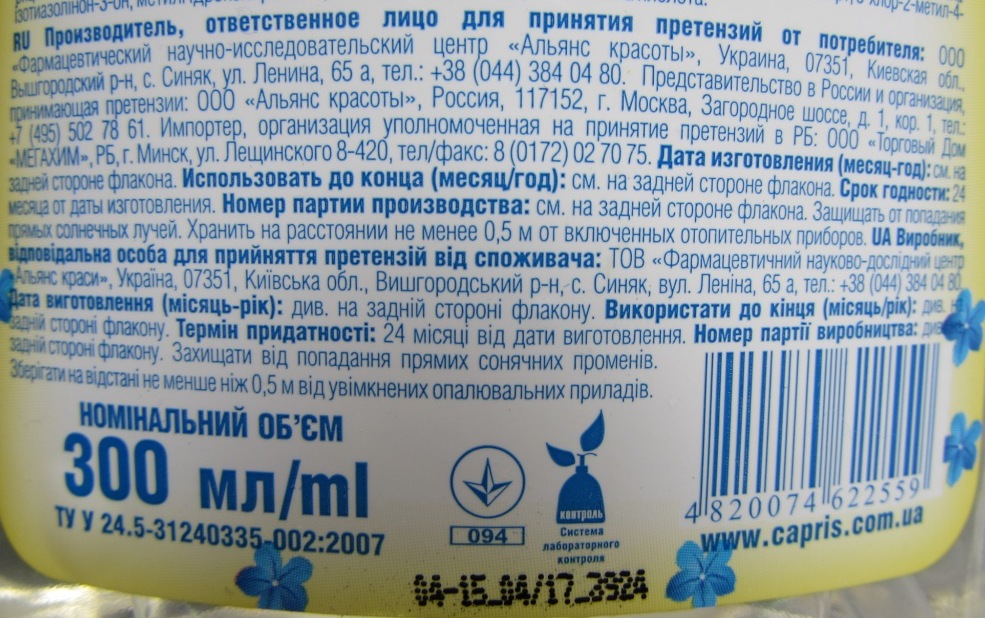 ізотіазолінон-3-он,
хлор-2-метил-4-
RU Производитель, ответственное лицо для принятия претензий от потребителя: ООО
«Фармацевтический научно-исследовательский центр «Альянс красоты», Украина, 07351, Киевская обл.,
Вышгородский р-н, с. Синяк, ул. Ленина, 65 а, тел.: +38 (044) 384 04 80. Представительство в России и организация,
принимающая претензии: ООО «Альянс красоты», Россия, 117152, г. Москва, Загородное шоссе, д. 1, кор. 1, тел.:
+7 (495) 502 78 61. Импортер, организация уполномоченная на принятие претензий в РБ: ООО «Торговый Дом
«МЕГАХИМ», РБ, г. Минск, ул. Лещинского 8-420, тел/факс: 8 (0172) 02 70 75. Дата изготовления (месяц-год): см. на
задней стороне флакона. Использовать до конца (месяц/год): см. на задней стороне флакона. Срок годности: 24
месяца от даты изготовления. Номер партии производства: см. на задней стороне флакона. Защищать от попадания
прямых солнечных лучей. Хранить на расстоянии не менее 0,5 м от включенных отопительных приборов. UA Виробник,
відповідальна особа для прийняття претензій від споживача: ТОВ «Фармацевтичний науково-дослідний центр
«Альянс краси», Україна, 07351, Київська обл., Вишгородський р-н, с. Синяк, вул. Леніна, 65 а, тел.: +38 (044) 384 04 80.
Дата виготовлення (місяць-рік): див. на задній стороні флакону. Використати до кінця (місяць/рік): див. на
задній стороні флакону. Термін придатності: 24 місяці від дати виготовлення. Номер партії виробництва: див.
задній стороні флакону. Захищати від попадання прямих сонячних променів.
Зберігати на відстані не менше ніж 0,5 м від увімкнених опалювальних приладів.
НОМІНАЛЬНИЙ ОБ'ЄМ
300 мл/ml
ТУ У 24.5-31240335-002:2007
094
контроль
Система
лабораторного
контроля
4 820074 622559
www.capris.com.ua
04-15_04/17_3924